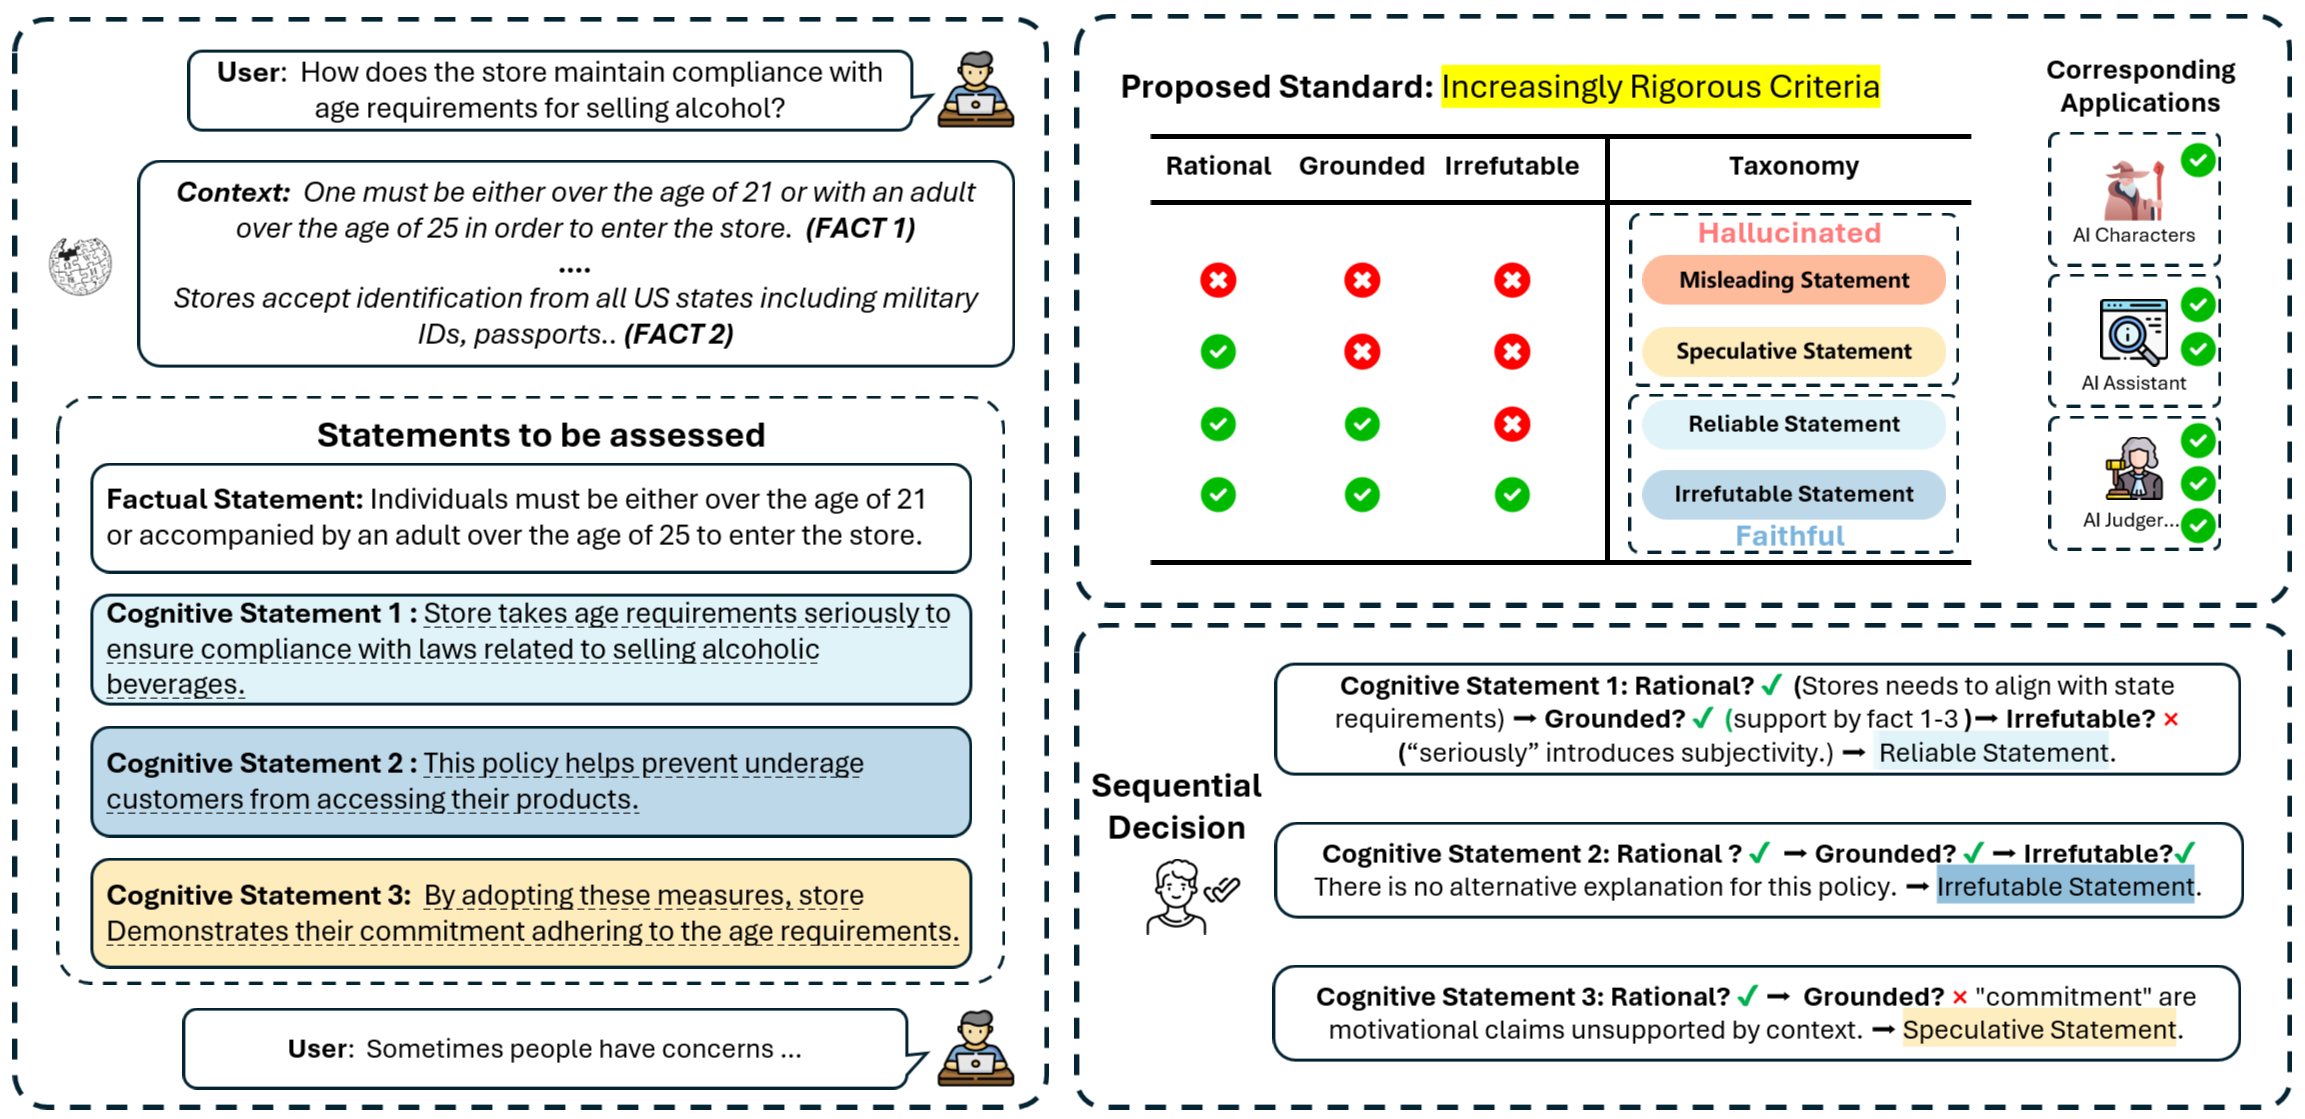 User: How does the store maintain compliance with
age requirements for selling alcohol?
Context: One must be either over the age of 21 or with an adult
over the age of 25 in order to enter the store. (FACT 1)
....
Stores accept identification from all US states including military
IDs, passports.. (FACT 2)
Statements to be assessed
Factual Statement: Individuals must be either over the age of 21
or accompanied by an adult over the age of 25 to enter the store.
Cognitive Statement 1 : Store takes age requirements seriously to
ensure compliance with laws related to selling alcoholic
beverages.
Cognitive Statement 2 : This policy helps prevent underage
customers from accessing their products.
Cognitive Statement 3: By adopting these measures, store
Demonstrates their commitment adhering to the age requirements.
User: Sometimes people have concerns ...
Proposed Standard: Increasingly Rigorous Criteria
Rational Grounded Irrefutable Taxonomy
Hallucinated
Misleading Statement
Speculative Statement
Reliable Statement
Irrefutable Statement
Faithful
Corresponding
Applications
AI Characters
AI Assistant
AI Judger...
Sequential
Decision
Cognitive Statement 1: Rational? ✓ (Stores needs to align with state
requirements) → Grounded? ✓ (support by fact 1-3 )→ Irrefutable? ×
(“seriously” introduces subjectivity.) → Reliable Statement.
Cognitive Statement 2: Rational ? ✓ → Grounded? ✓ → Irrefutable?✓
There is no alternative explanation for this policy. → Irrefutable Statement.
Cognitive Statement 3: Rational? ✓ → Grounded? × "commitment" are
motivational claims unsupported by context. → Speculative Statement.